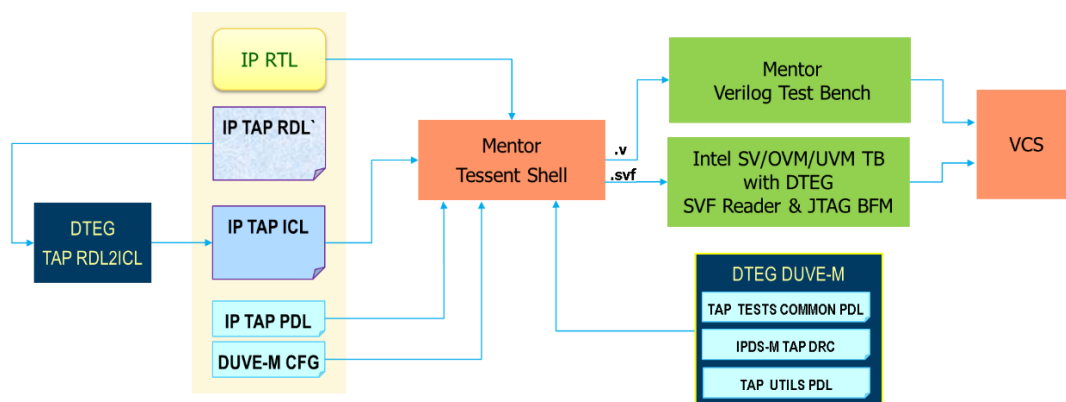 IP RTL
IP TAP RDL`
DTEG
TAP RDL2ICL
IP TAP ICL
IP TAP PDL
DUVE-M CFG
Mentor
Tessent Shell
.v
.svf
Mentor
Verilog Test Bench
Intel SV/OVM/UVM TB
with DTEG
SVF Reader & JTAG BFM
VCS
DTEG DUVE-M
TAP TESTS COMMON PDL
IPDS-M TAP DRC
TAP UTILS PDL